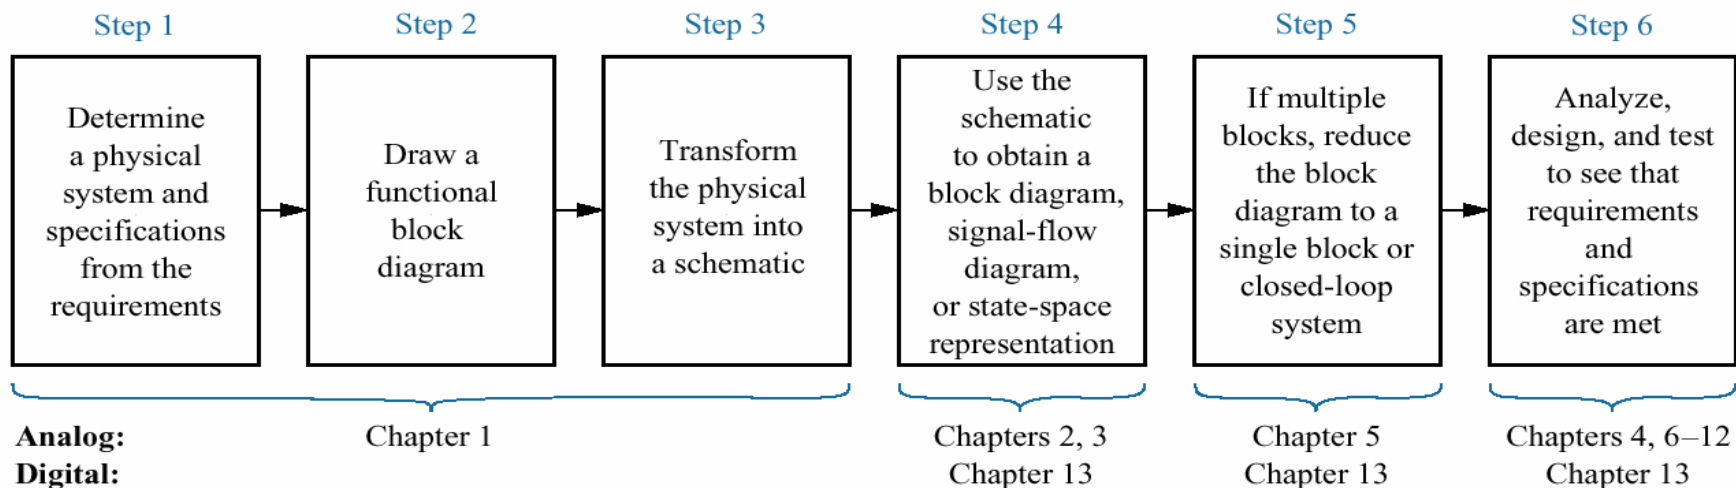 Step 1
Determine
a physical
system and
specifications
from the
requirements
Step 2
Draw a
functional
block
diagram
Step 3
Transform
the physical
system into
a schematic
Step 4
Use the
schematic
to obtain a
block diagram,
signal-flow
diagram,
or state-space
representation
Step 5
If multiple
blocks, reduce
the block
diagram to a
single block or
closed-loop
system
Step 6
Analyze,
design, and test
to see that
requirements
and
specifications
are met
Analog: Chapter 1 Chapters 2, 3 Chapter 5 Chapters 4, 6–12
Digital: Chapter 13 Chapter 13 Chapter 13